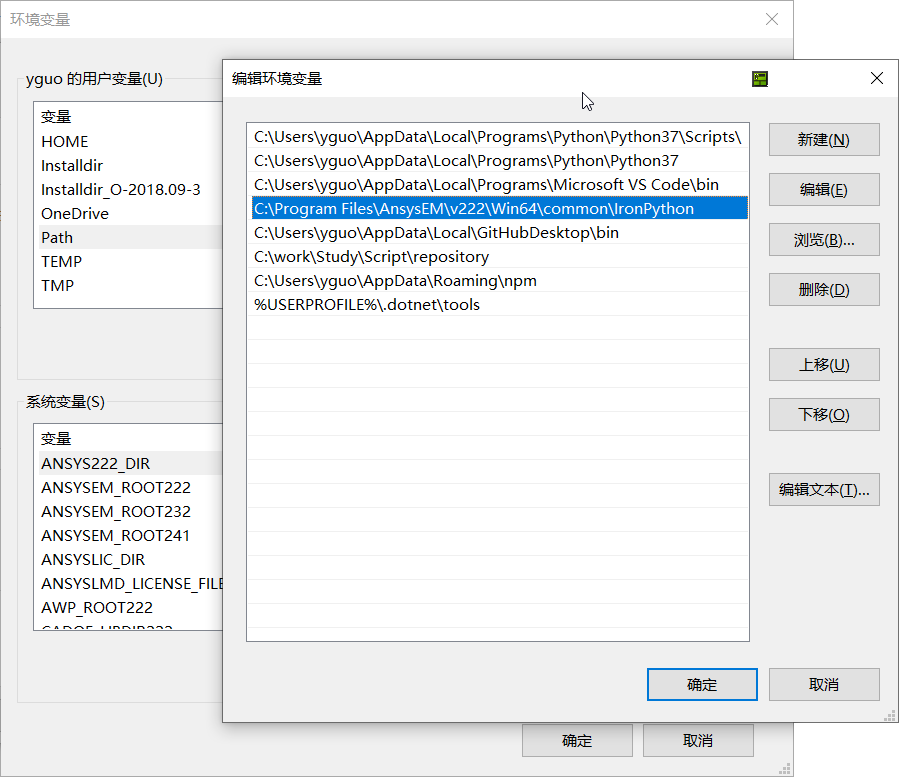 环境变量
yguo 的用户变量(U)
变量
HOME
Installdir
Installdir_O-2018.09-3
OneDrive
Path
TEMP
TMP
系统变量(S)
变量
ANSYS222_DIR
ANSYSEM_ROOT222
ANSYSEM_ROOT232
ANSYSEM_ROOT241
ANSYSLIC_DIR
ANSYSLMD_LICENSE_FILE
AWP_ROOT222
确定
取消
编辑环境变量
C:\Users\yguo\AppData\Local\Programs\Python\Python37\Scripts\
C:\Users\yguo\AppData\Local\Programs\Python\Python37
C:\Users\yguo\AppData\Local\Programs\Microsoft VS Code\bin
C:\Program Files\AnsysEM\v222\Win64\common\IronPython
C:\Users\yguo\AppData\Local\GitHubDesktop\bin
C:\work\Study\Script\repository
C:\Users\yguo\AppData\Roaming\npm
%USERPROFILE%\.dotnet\tools
新建(N)
编辑(E)
浏览(B)...
删除(D)
上移(U)
下移(O)
编辑文本(T)...
确定
取消